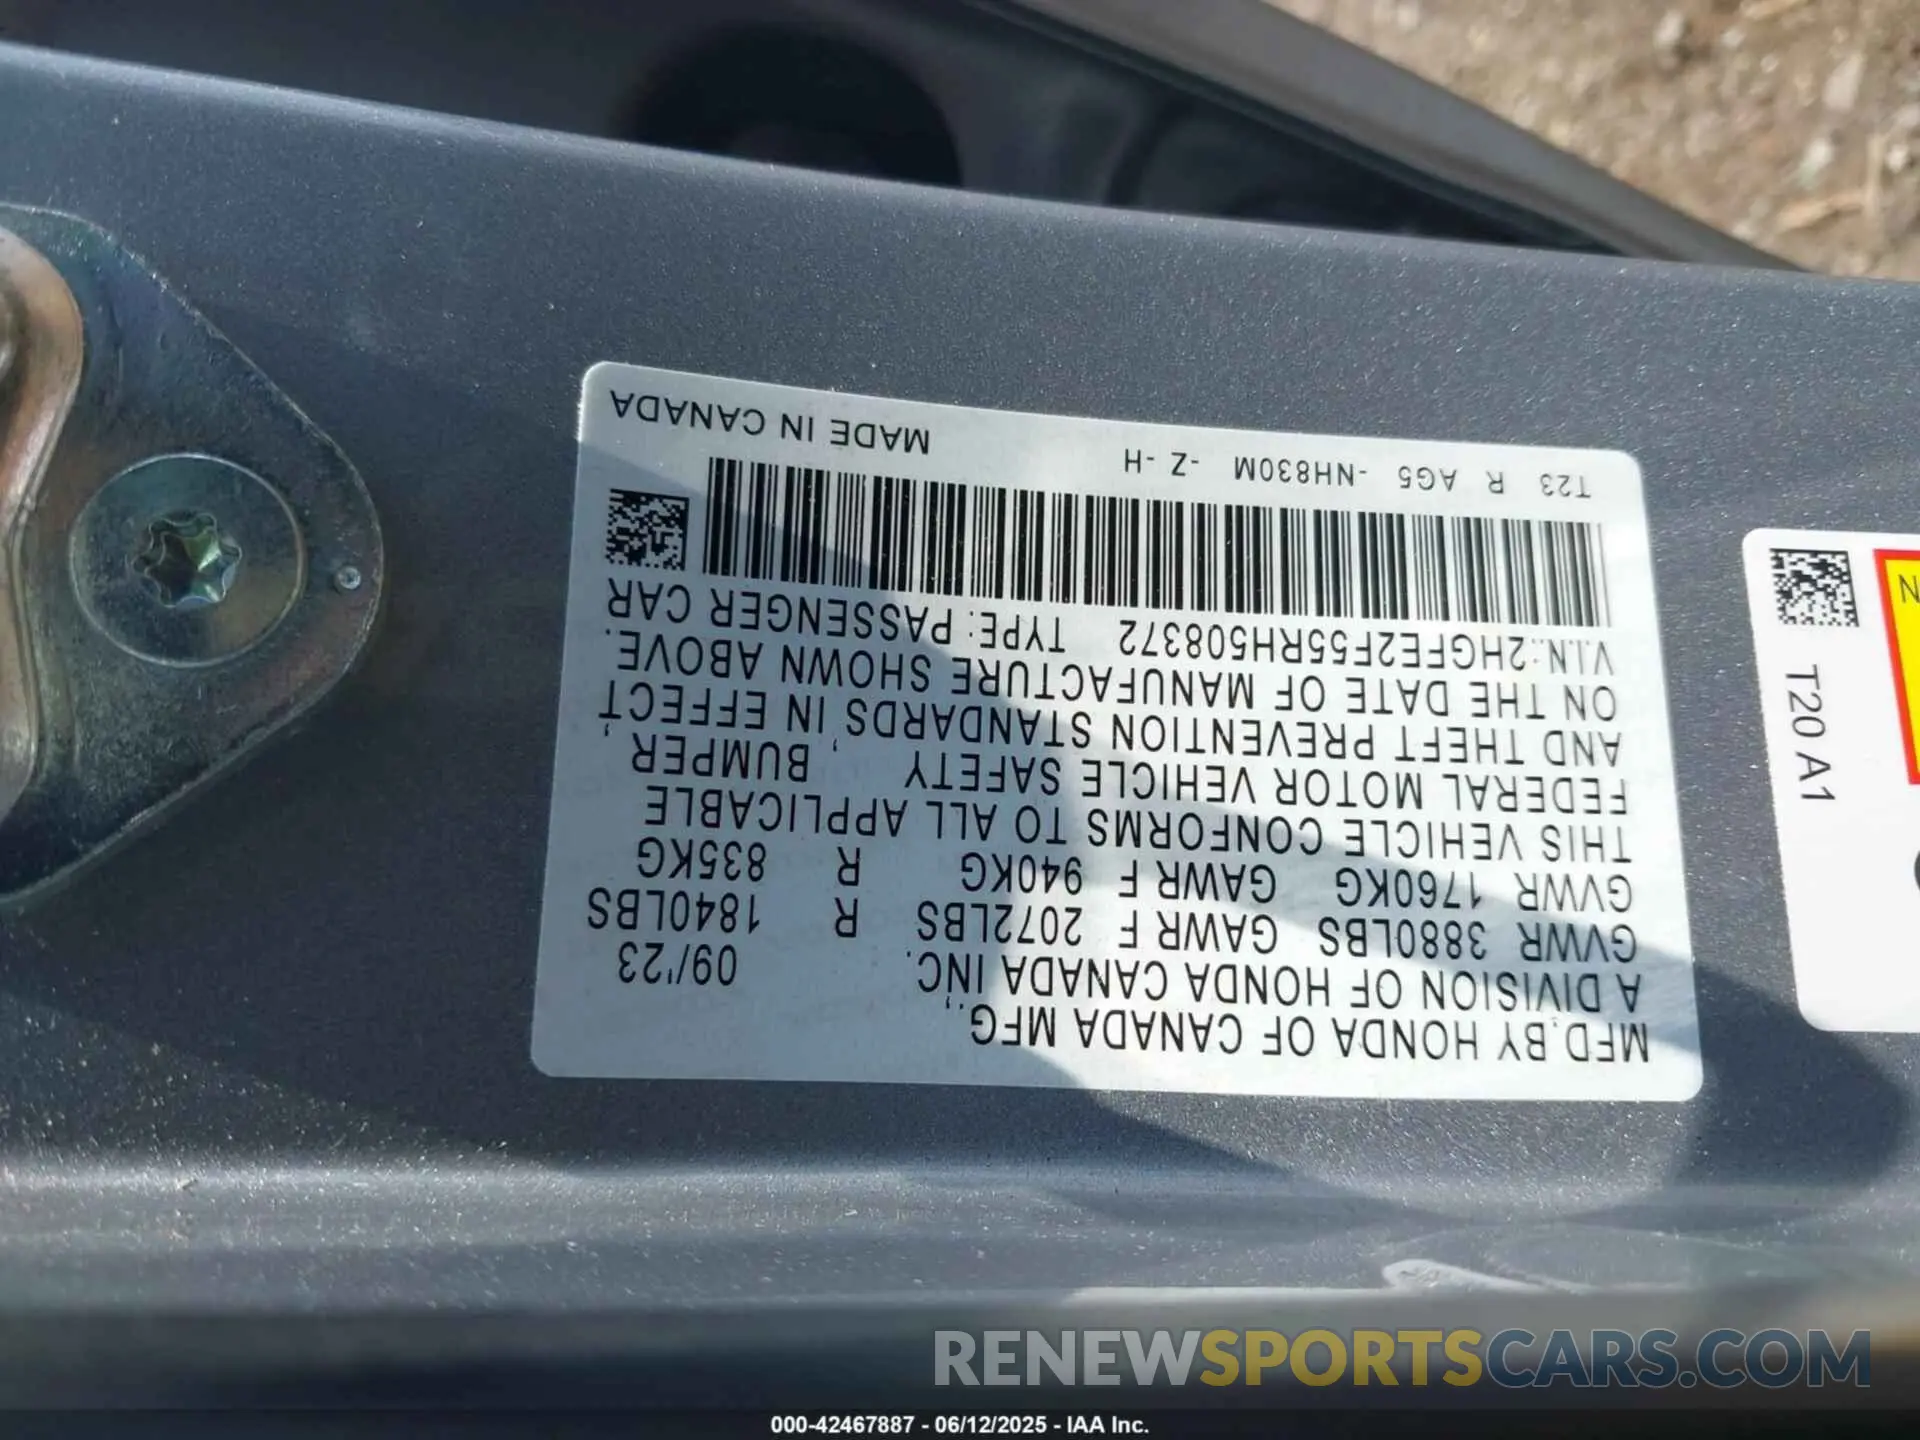 MFD. BY HONDA OF CANADA MFG.,
A DIVISION OF HONDA CANADA INC. 09/'23
GVWR 3880LBS GAWR F 2072LBS R 1840LBS
GVWR 1760KG GAWR F 940KG R 835KG
THIS VEHICLE CONFORMS TO ALL APPLICABLE
FEDERAL MOTOR VEHICLE SAFETY, BUMPER,
AND THEFT PREVENTION STANDARDS IN EFFECT
ON THE DATE OF MANUFACTURE SHOWN ABOVE.
V.I.N.:2HGFE2F55RH508372 TYPE: PASSENGER CAR
T23 R AG5 -NH830M -Z -H MADE IN CANADA
T20 A1
N
RENEWSPORTSCARS.COM
000-42467887 - 06/12/2025 - IAA Inc.